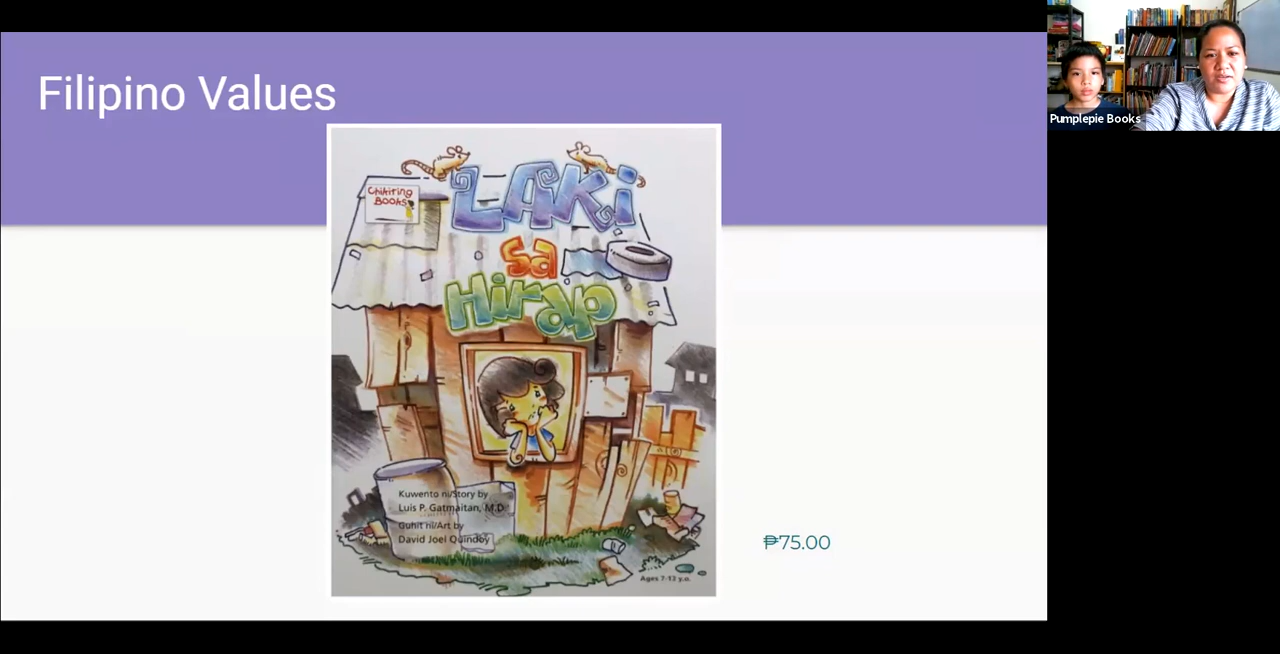 Filipino Values
Chikiting
Books
LAKi
sa
Hirap
Kuwento ni/Story by
Luis P. Gatmaitan, M.D.
Guhit ni/Art by
David Joel Quindoy
Ages 7-13 y.o.
₱75.00
Pumplepie Books